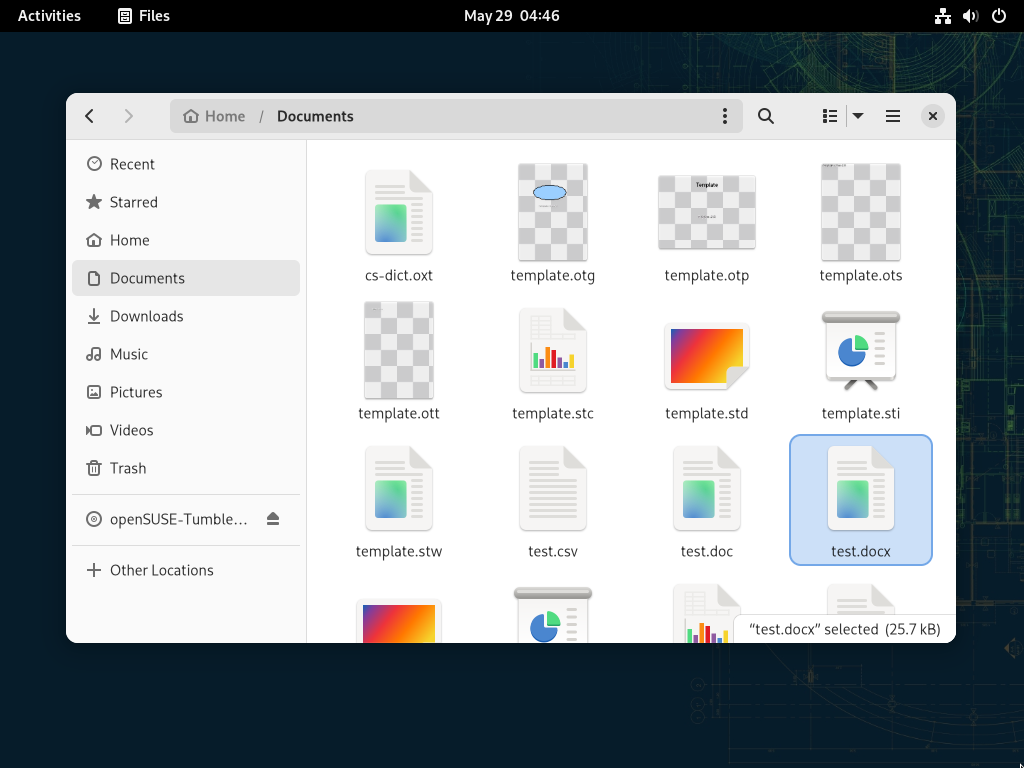 Activities Files May 29 04:46
Home / Documents
Recent
Starred
Home
Documents
Downloads
Music
Pictures
Videos
Trash
openSUSE-Tumble…
Other Locations
Template
cs-dict.oxt template.otg template.otp template.ots
template.ott template.stc template.std template.sti
template.stw test.csv test.doc test.docx
“test.docx” selected (25.7 kB)